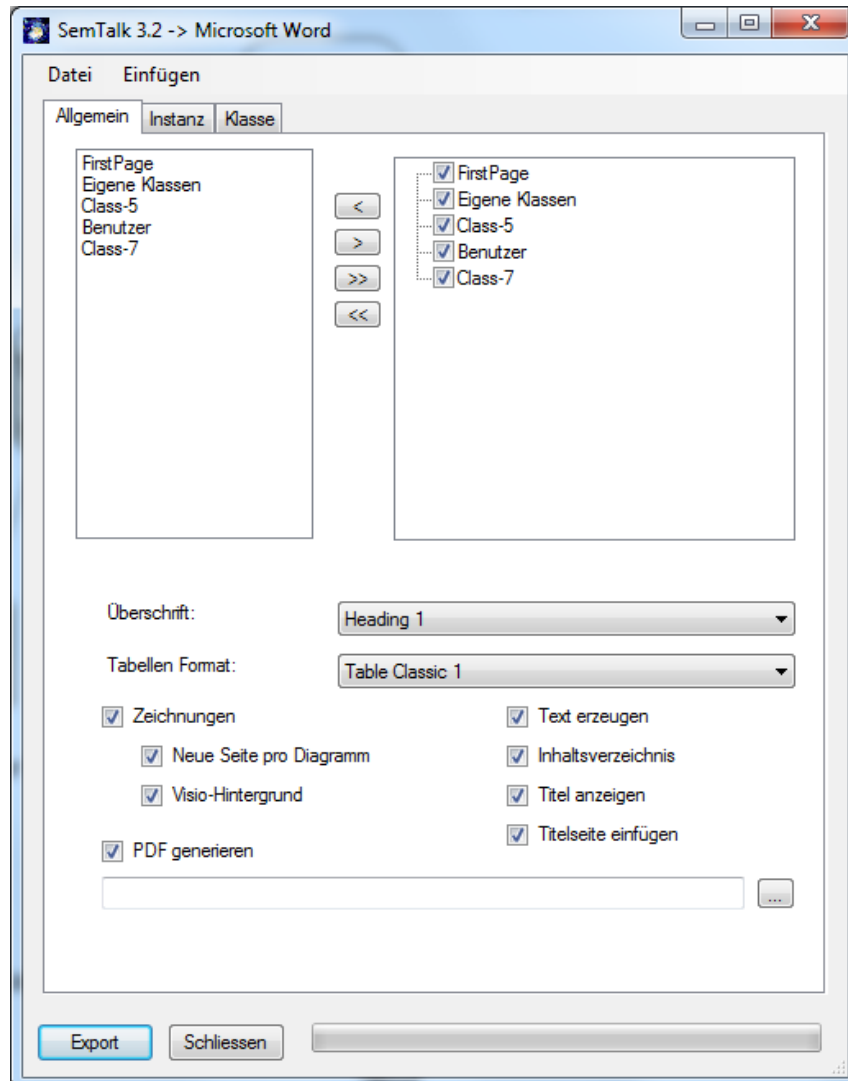 SemTalk 3.2 -> Microsoft Word
Datei Einfügen
Allgemein Instanz Klasse
FirstPage
Eigene Klassen
Class-5
Benutzer
Class-7
<
>
>>
<<
FirstPage
Eigene Klassen
Class-5
Benutzer
Class-7
Überschrift: Heading 1
Tabellen Format: Table Classic 1
Zeichnungen
Neue Seite pro Diagramm
Visio-Hintergrund
PDF generieren
Text erzeugen
Inhaltsverzeichnis
Titel anzeigen
Titelseite einfügen
...
Export Schliessen